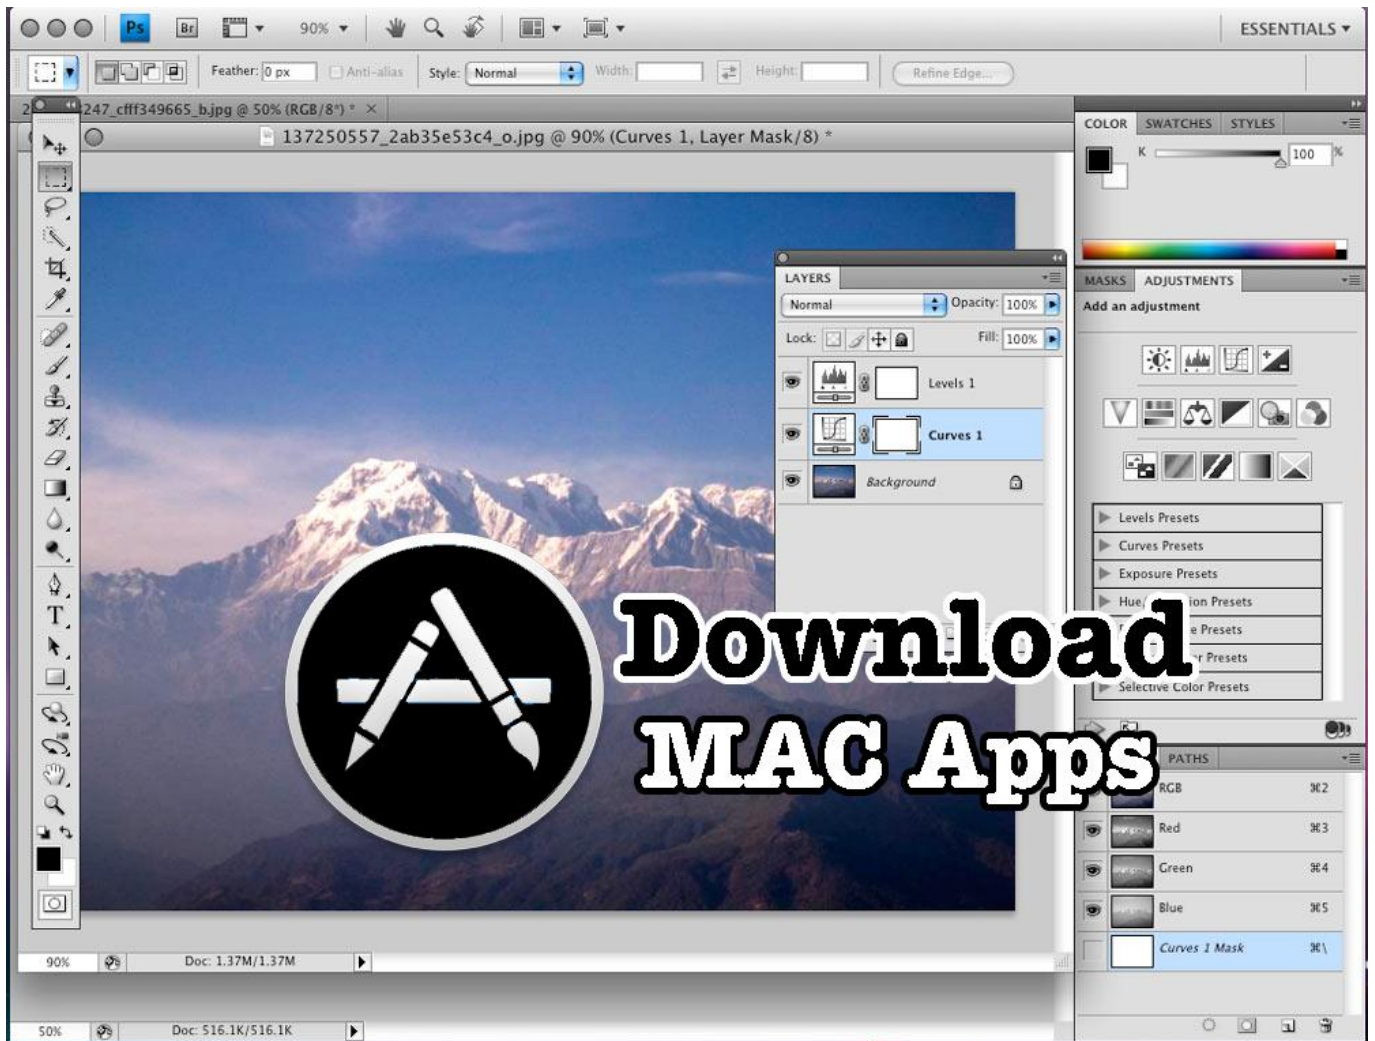 Ps Br 90% ESSENTIALS
Feather: 0 px Anti-alias Style: Normal Width: Height: Refine Edge...
247_cfff349665_b.jpg @ 50% (RGB/8*) * ×
137250557_2ab35e53c4_o.jpg @ 90% (Curves 1, Layer Mask/8) *
COLOR SWATCHES STYLES
K 100 %
LAYERS
Normal Opacity: 100%
Lock: Fill: 100%
Levels 1
Curves 1
Background
MASKS ADJUSTMENTS
Add an adjustment
Levels Presets
Curves Presets
Exposure Presets
Presets
Presets
Presets
Selective Color Presets
Download
MAC Apps
PATHS
RGB ⌘2
Red ⌘3
Green ⌘4
Blue ⌘5
Curves 1 Mask ⌘\
T
90% Doc: 1.37M/1.37M
50% Doc: 516.1K/516.1K